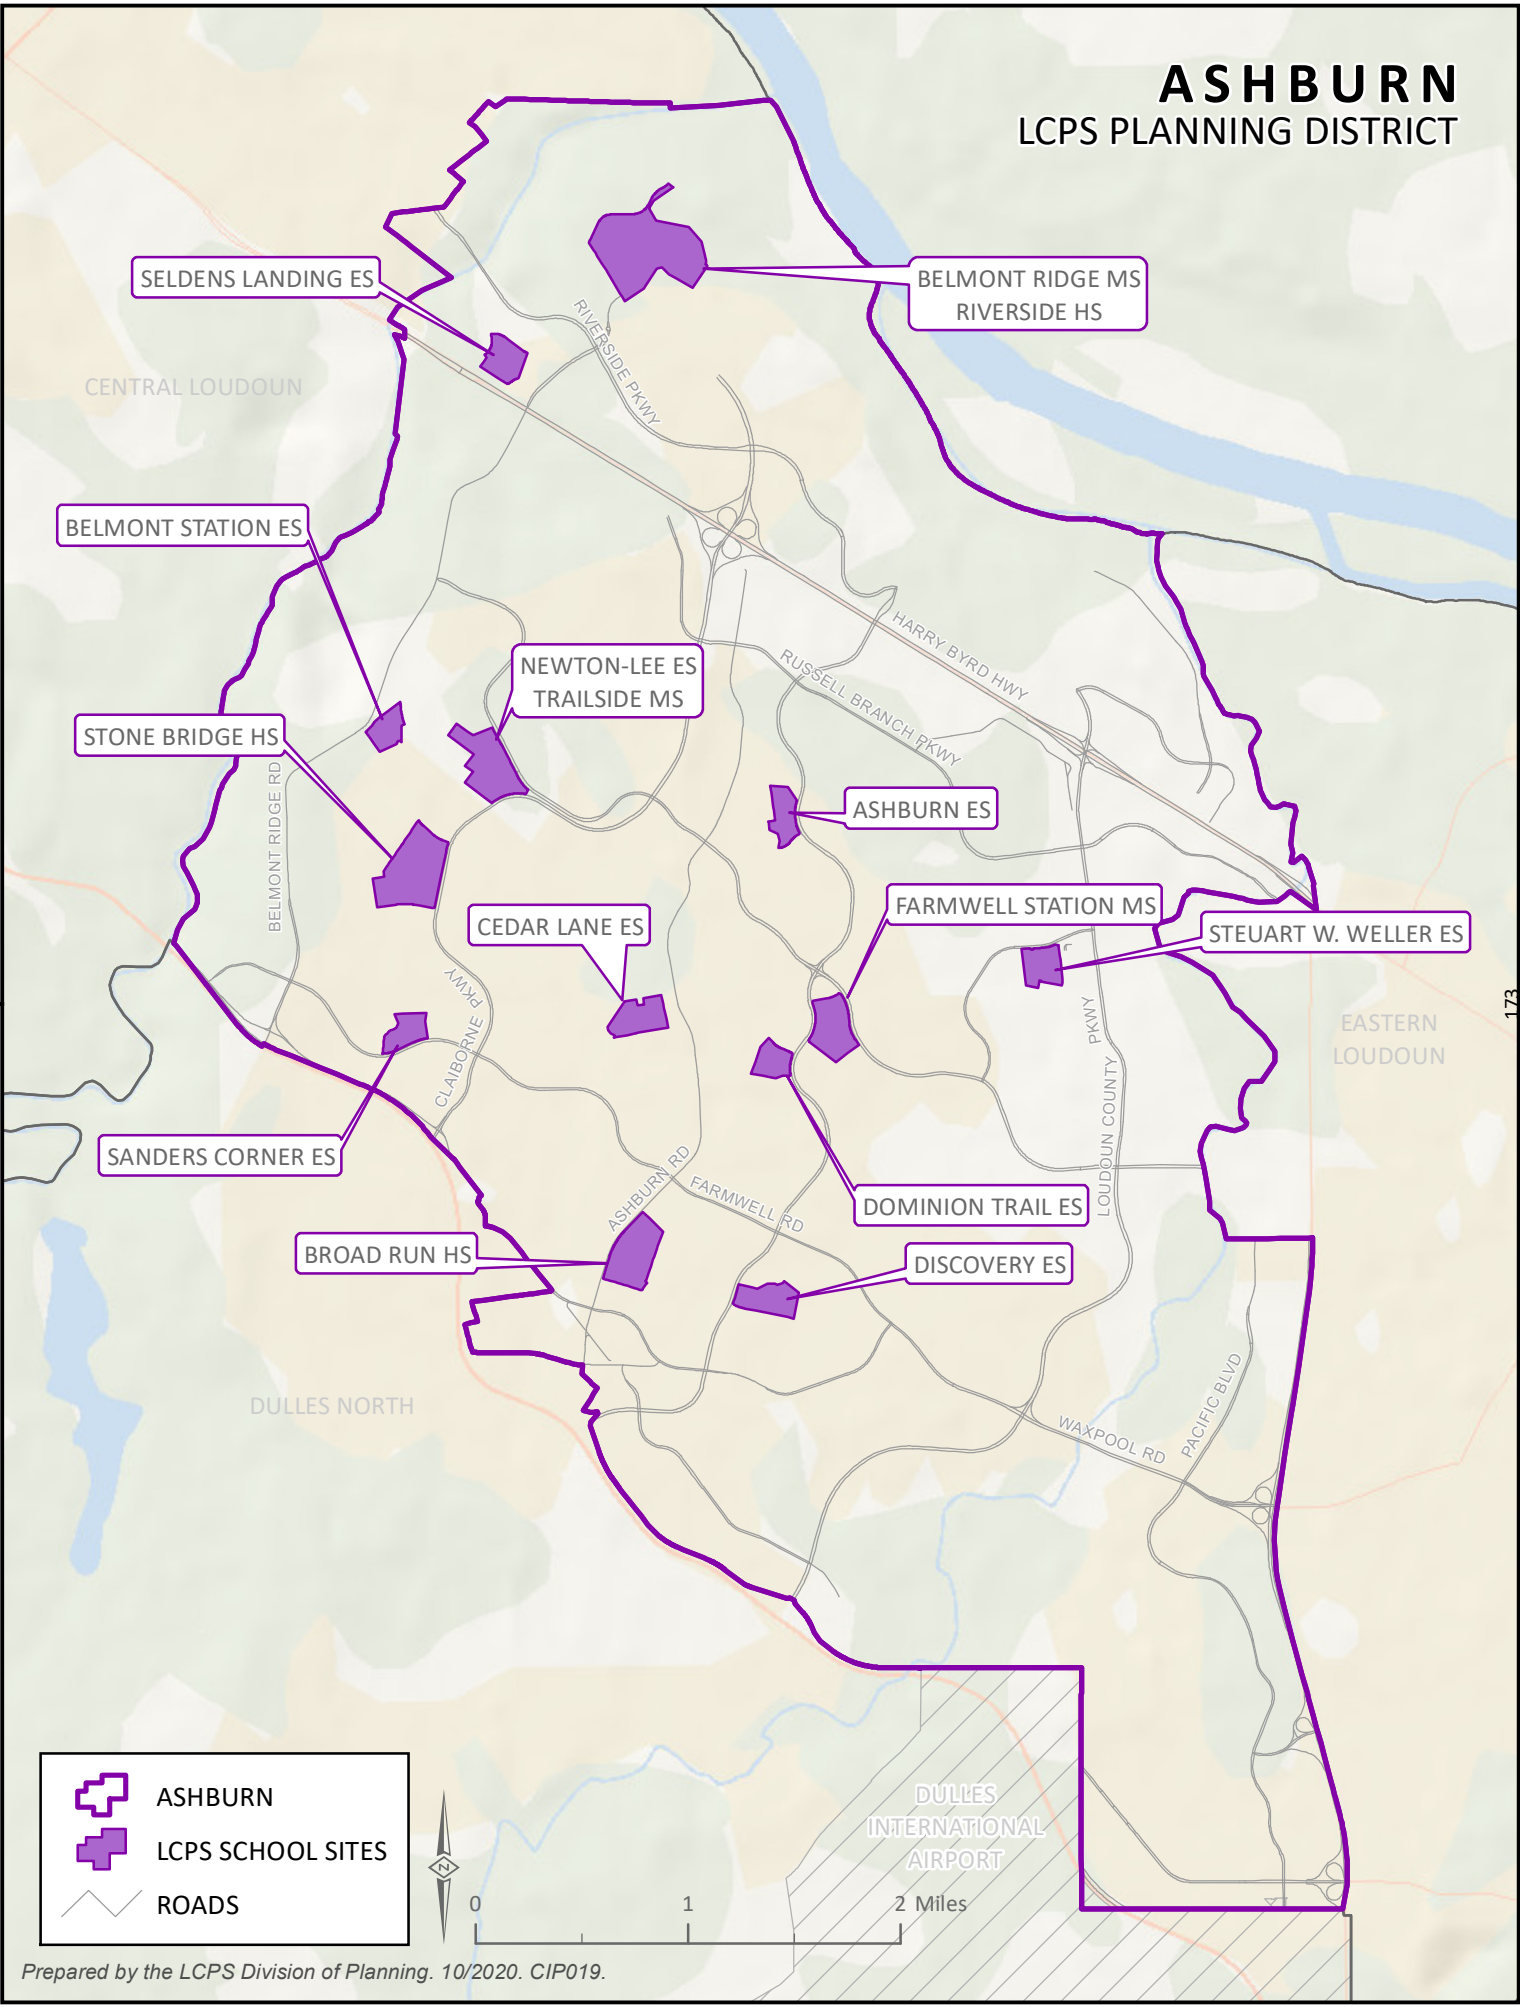 ASHBURN
LCPS PLANNING DISTRICT
SELDENS LANDING ES
BELMONT RIDGE MS
RIVERSIDE HS
RIVERSIDE PKWY
CENTRAL LOUDOUN
BELMONT STATION ES
HARRY BYRD HWY
NEWTON-LEE ES
TRAILSIDE MS
RUSSELL BRANCH PKWY
STONE BRIDGE HS
BELMONT RIDGE RD
ASHBURN ES
FARMWELL STATION MS
CEDAR LANE ES
STEUART W. WELLER ES
CLAIBORNE PKWY
LOUDOUN COUNTY PKWY
173
EASTERN
LOUDOUN
SANDERS CORNER ES
ASHBURN RD
FARMWELL RD
DOMINION TRAIL ES
BROAD RUN HS
DISCOVERY ES
DULLES NORTH
PACIFIC BLVD
WAXPOOL RD
DULLES
INTERNATIONAL
AIRPORT
ASHBURN
LCPS SCHOOL SITES
ROADS
N
0 1 2 Miles
Prepared by the LCPS Division of Planning. 10/2020. CIP019.